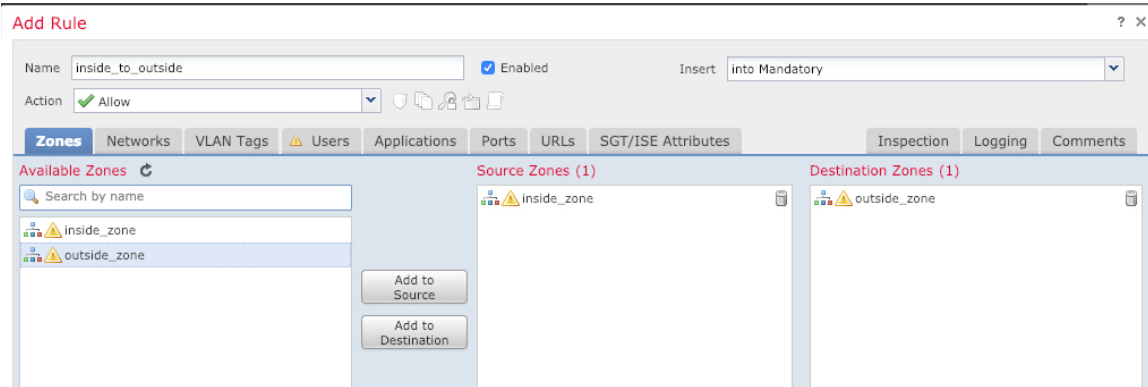 Add Rule ?
Name inside_to_outside Enabled Insert into Mandatory
Action Allow
Zones Networks VLAN Tags Users Applications Ports URLs SGT/ISE Attributes Inspection Logging Comments
Available Zones Source Zones (1) Destination Zones (1)
Search by name inside_zone outside_zone
inside_zone
outside_zone
Add to
Source
Add to
Destination